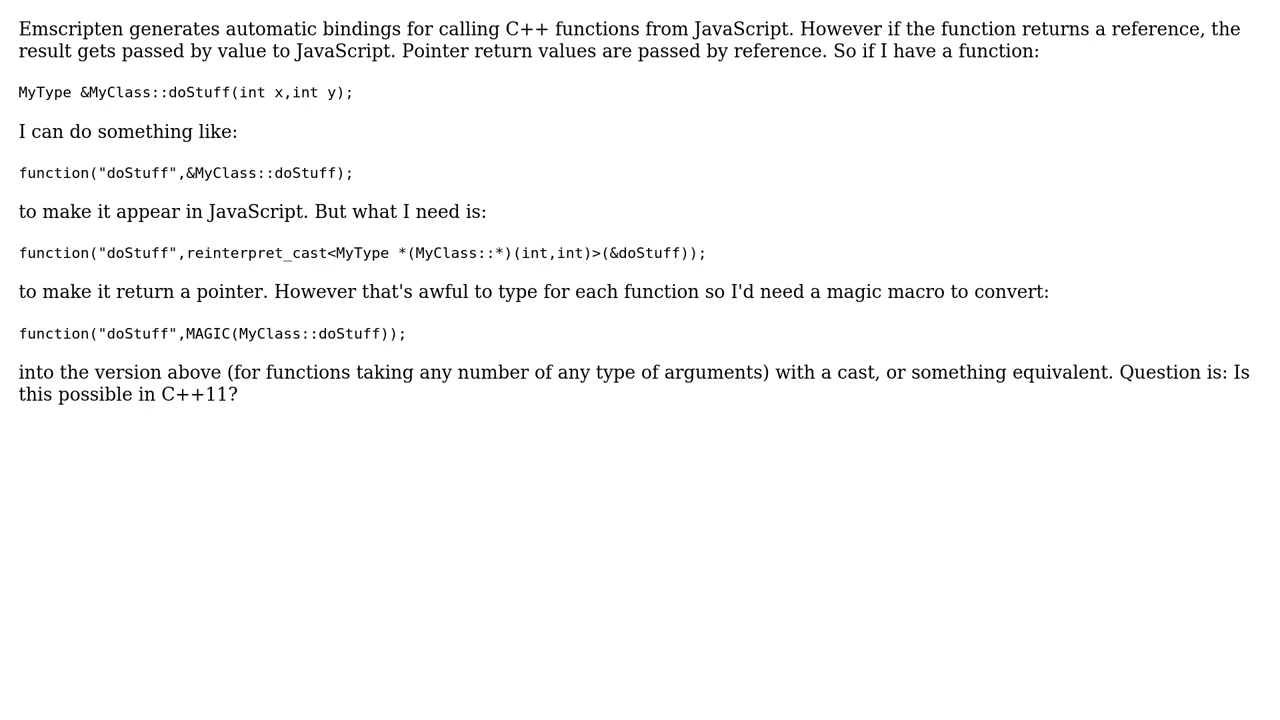 Emscripten generates automatic bindings for calling C++ functions from JavaScript. However if the function returns a reference, the
result gets passed by value to JavaScript. Pointer return values are passed by reference. So if I have a function:
MyType &MyClass::doStuff(int x,int y);
I can do something like:
function("doStuff",&MyClass::doStuff);
to make it appear in JavaScript. But what I need is:
function("doStuff",reinterpret_cast<MyType *(MyClass::*)(int,int)>(&doStuff));
to make it return a pointer. However that's awful to type for each function so I'd need a magic macro to convert:
function("doStuff",MAGIC(MyClass::doStuff));
into the version above (for functions taking any number of any type of arguments) with a cast, or something equivalent. Question is: Is
this possible in C++11?